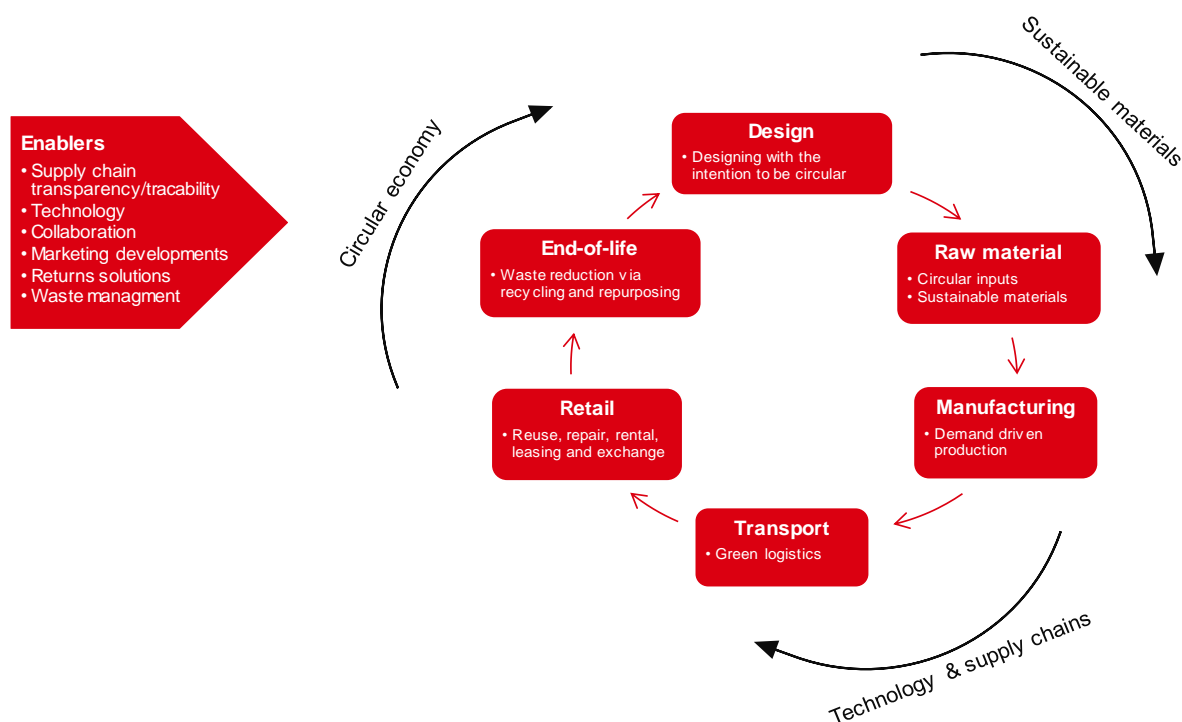 Enablers
• Supply chain
transparency/tracability
• Technology
• Collaboration
• Marketing developments
• Returns solutions
• Waste managment
Circular economy
Sustainable materials
Design
• Designing with the
intention to be circular
Raw material
• Circular inputs
• Sustainable materials
Manufacturing
• Demand driven
production
Transport
• Green logistics
Retail
• Reuse, repair, rental,
leasing and exchange
End-of-life
• Waste reduction via
recycling and repurposing
Technology & supply chains